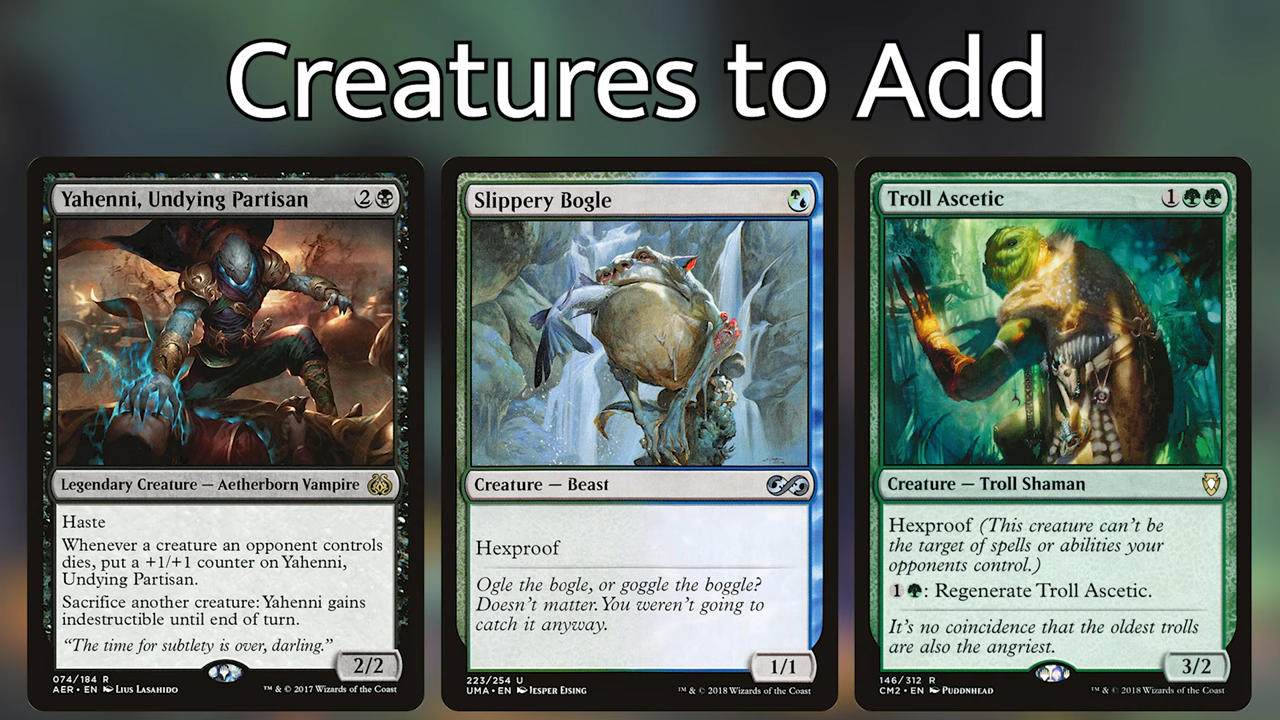 Creatures to Add
Yahenni, Undying Partisan
2
Legendary Creature — Aetherborn Vampire
Haste
Whenever a creature an opponent controls
dies, put a +1/+1 counter on Yahenni,
Undying Partisan.
Sacrifice another creature: Yahenni gains
indestructible until end of turn.
“The time for subtlety is over, darling.”
2/2
074/184 R
AER • EN Lius Lasahido
™ & © 2017 Wizards of the Coast
Slippery Bogle
Creature — Beast
Hexproof
Ogle the bogle, or goggle the boggle?
Doesn’t matter. You weren’t going to
catch it anyway.
1/1
223/254 U
UMA • EN Jesper Ejsing
™ & © 2018 Wizards of the Coast
Troll Ascetic
1
Creature — Troll Shaman
Hexproof (This creature can’t be
the target of spells or abilities your
opponents control.)
1 : Regenerate Troll Ascetic.
It’s no coincidence that the oldest trolls
are also the angriest.
3/2
146/312 R
CM2 • EN Puddnhead
™ & © 2018 Wizards of the Coast